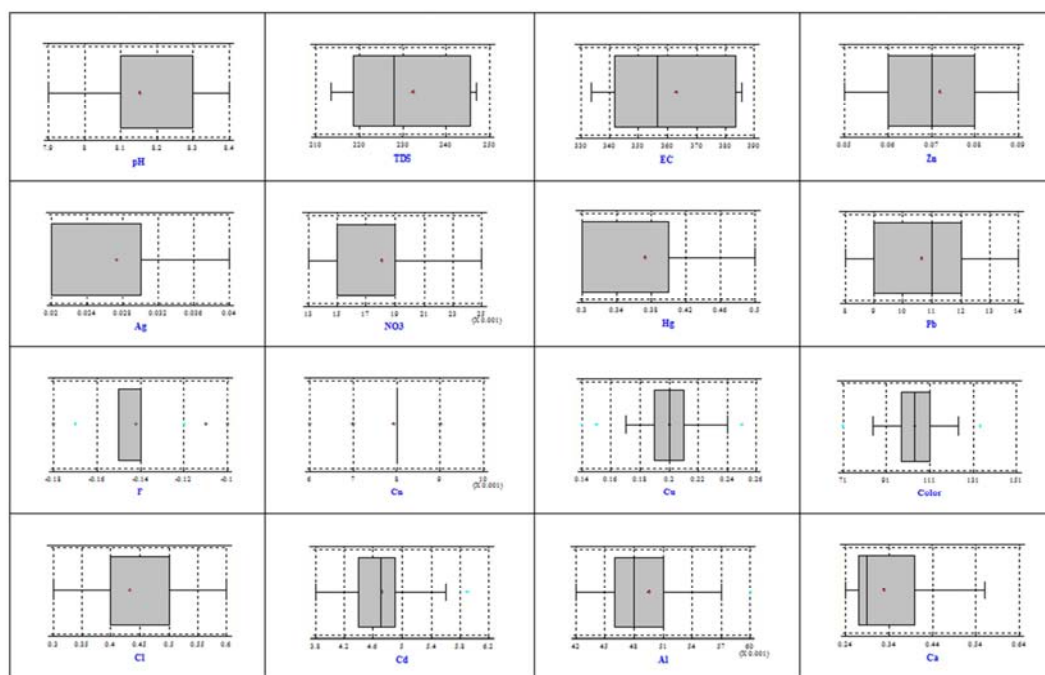 7.9 8 8.1 8.2 8.3 8.4
pH
210 220 230 240 250
TDS
330 340 350 360 370 380 390
EC
0.05 0.06 0.07 0.08 0.09
Zn
0.02 0.024 0.028 0.032 0.036 0.04
Ag
13 15 17 19 21 23 25
(X 0.001)
NO3
0.3 0.34 0.38 0.42 0.46 0.5
Hg
8 9 10 11 12 13 14
Pb
-0.18 -0.16 -0.14 -0.12 -0.1
F
6 7 8 9 10
(X 0.001)
Cn
0.14 0.16 0.18 0.2 0.22 0.24 0.26
Cu
71 91 111 131 151
Color
0.3 0.35 0.4 0.45 0.5 0.55 0.6
Cl
3.8 4.2 4.6 5 5.4 5.8 6.2
Cd
42 45 48 51 54 57 60
(X 0.001)
Al
0.24 0.34 0.44 0.54 0.64
Ca